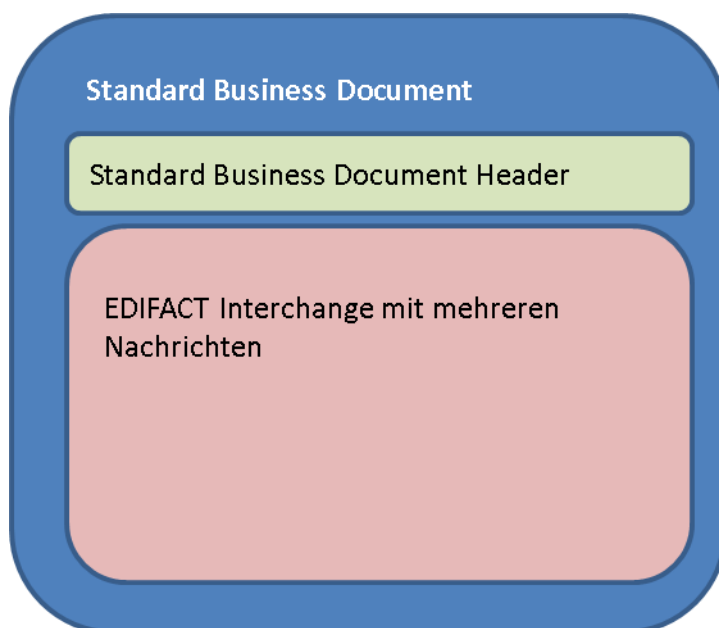 Standard Business Document
Standard Business Document Header
EDIFACT Interchange mit mehreren
Nachrichten